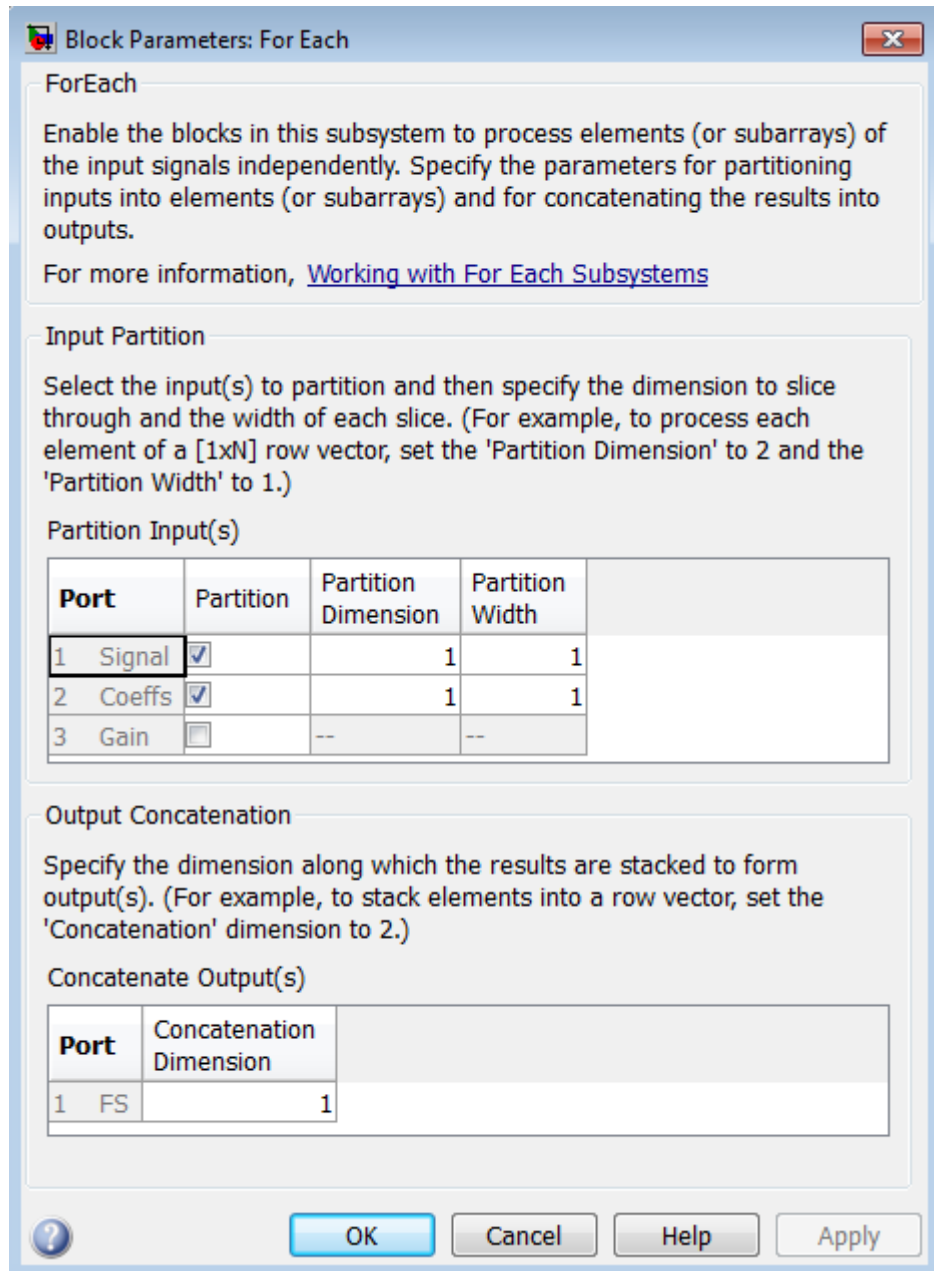 Block Parameters: For Each
ForEach
Enable the blocks in this subsystem to process elements (or subarrays) of
the input signals independently. Specify the parameters for partitioning
inputs into elements (or subarrays) and for concatenating the results into
outputs.
For more information, Working with For Each Subsystems
Input Partition
Select the input(s) to partition and then specify the dimension to slice
through and the width of each slice. (For example, to process each
element of a [1xN] row vector, set the 'Partition Dimension' to 2 and the
'Partition Width' to 1.)
Partition Input(s)
Port Partition Partition Dimension Partition Width
1 Signal 1 1
2 Coeffs 1 1
3 Gain -- --
Output Concatenation
Specify the dimension along which the results are stacked to form
output(s). (For example, to stack elements into a row vector, set the
'Concatenation' dimension to 2.)
Concatenate Output(s)
Port Concatenation Dimension
1 FS 1
? OK Cancel Help Apply